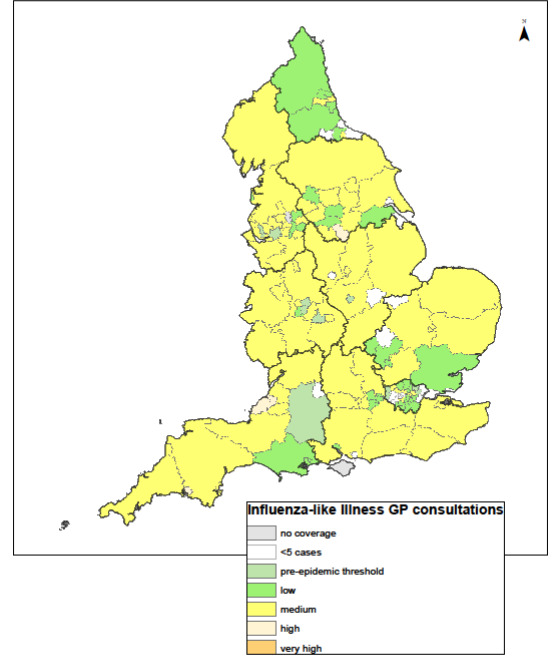 N
Influenza-like Illness GP consultations
no coverage
<5 cases
pre-epidemic threshold
low
medium
high
very high